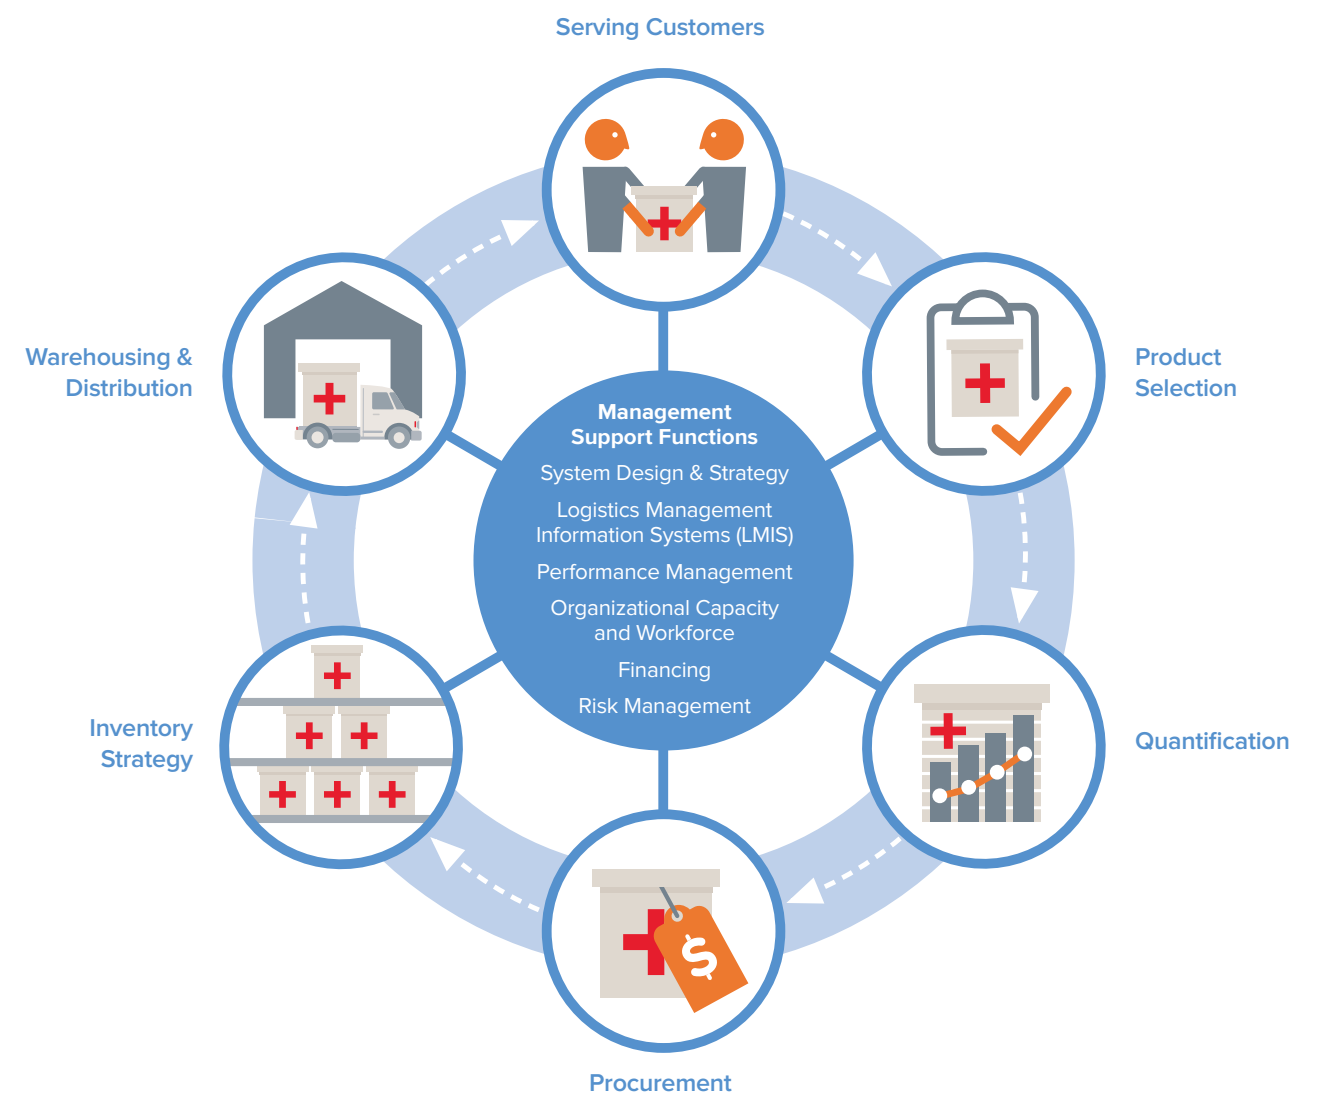 Serving Customers
Product
Selection
Quantification
Procurement
Inventory
Strategy
Warehousing &
Distribution
Management
Support Functions
System Design & Strategy
Logistics Management
Information Systems (LMIS)
Performance Management
Organizational Capacity
and Workforce
Financing
Risk Management
$